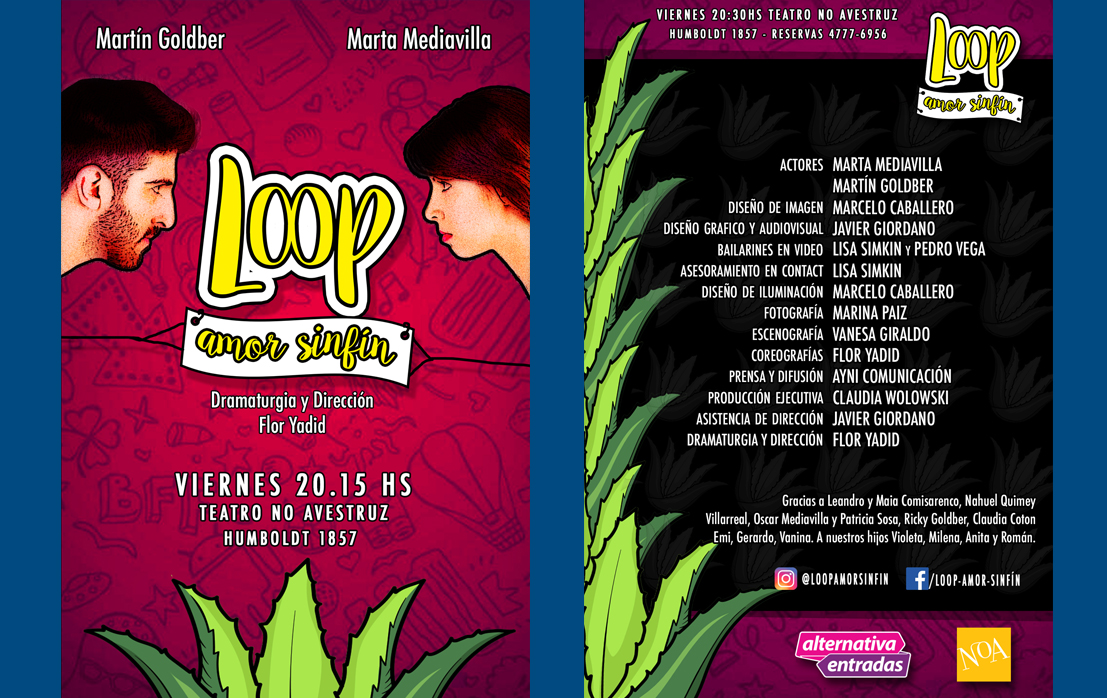 Martín Goldber
Marta Mediavilla
Loop
amor sinfín
Dramaturgia y Dirección
Flor Yadid
VIERNES 20.15 HS
TEATRO NO AVESTRUZ
HUMBOLDT 1857
VIERNES 20:30HS TEATRO NO AVESTRUZ
HUMBOLDT 1857 - RESERVAS 4777-6956
Loop
amor sinfín
ACTORES MARTA MEDIAVILLA
MARTÍN GOLDBER
DISEÑO DE IMAGEN MARCELO CABALLERO
DISEÑO GRAFICO Y AUDIOVISUAL JAVIER GIORDANO
BAILARINES EN VIDEO LISA SIMKIN Y PEDRO VEGA
ASESORAMIENTO EN CONTACT LISA SIMKIN
DISEÑO DE ILUMINACIÓN MARCELO CABALLERO
FOTOGRAFÍA MARINA PAIZ
ESCENOGRAFÍA VANESA GIRALDO
COREOGRAFÍAS FLOR YADID
PRENSA Y DIFUSIÓN AYNI COMUNICACIÓN
PRODUCCIÓN EJECUTIVA CLAUDIA WOLOWSKI
ASISTENCIA DE DIRECCIÓN JAVIER GIORDANO
DRAMATURGIA Y DIRECCIÓN FLOR YADID
Gracias a Leandro y Maia Comisarenco, Nahuel Quimey
Villarreal, Oscar Mediavilla y Patricia Sosa, Ricky Goldber, Claudia Coton
Emi, Gerardo, Vanina. A nuestros hijos Violeta, Milena, Anita y Román.
@LOOPAMORSINFIN
/LOOP-AMOR-SINFÍN
alternativa
entradas
NOA